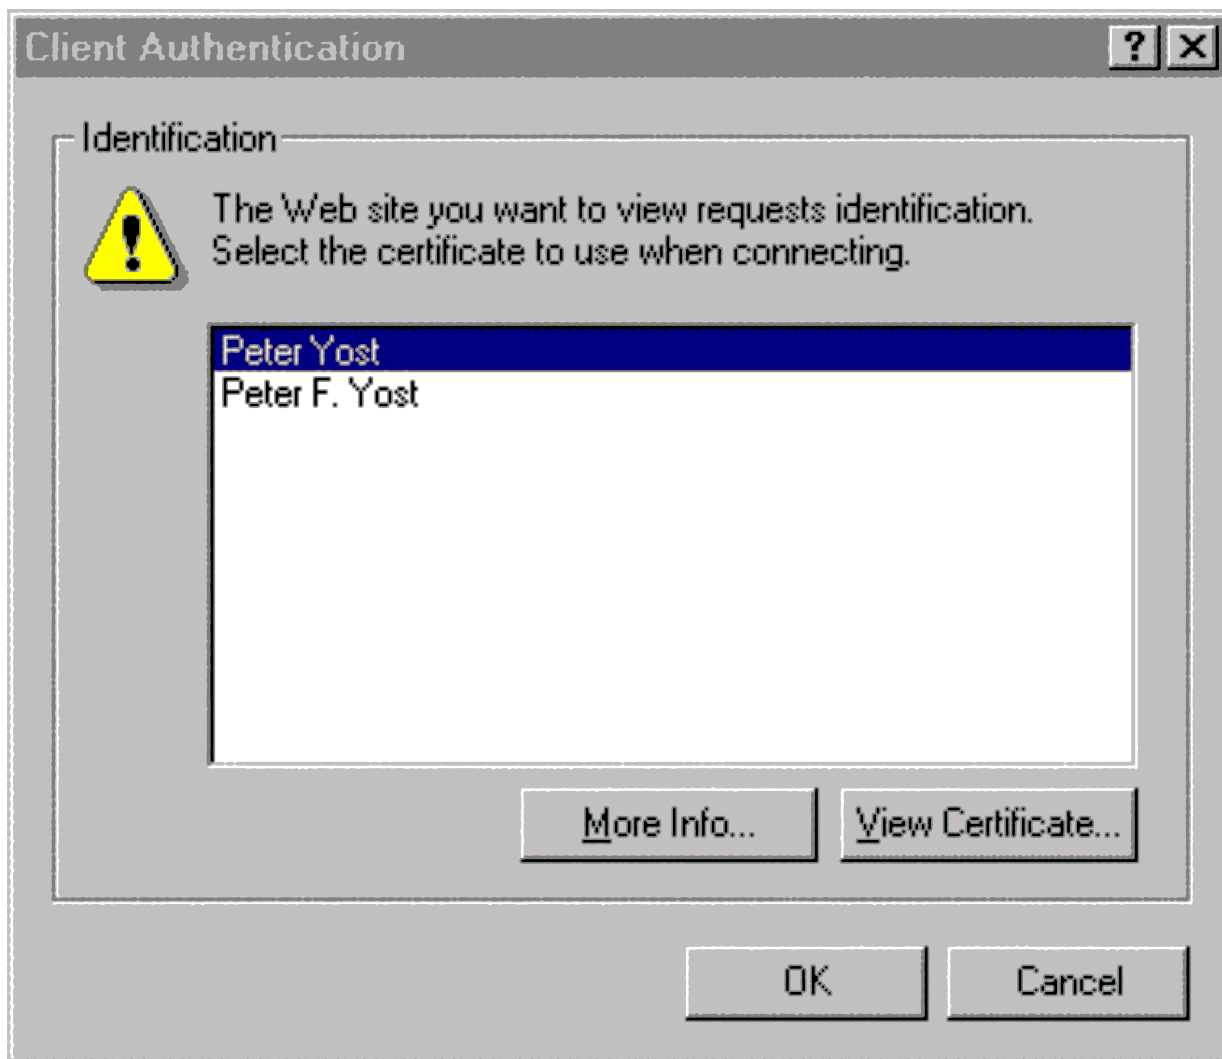 Client Authentication
Identification
The Web site you want to view requests identification.
Select the certificate to use when connecting.
Peter Yost
Peter F. Yost
More Info...
View Certificate...
OK
Cancel